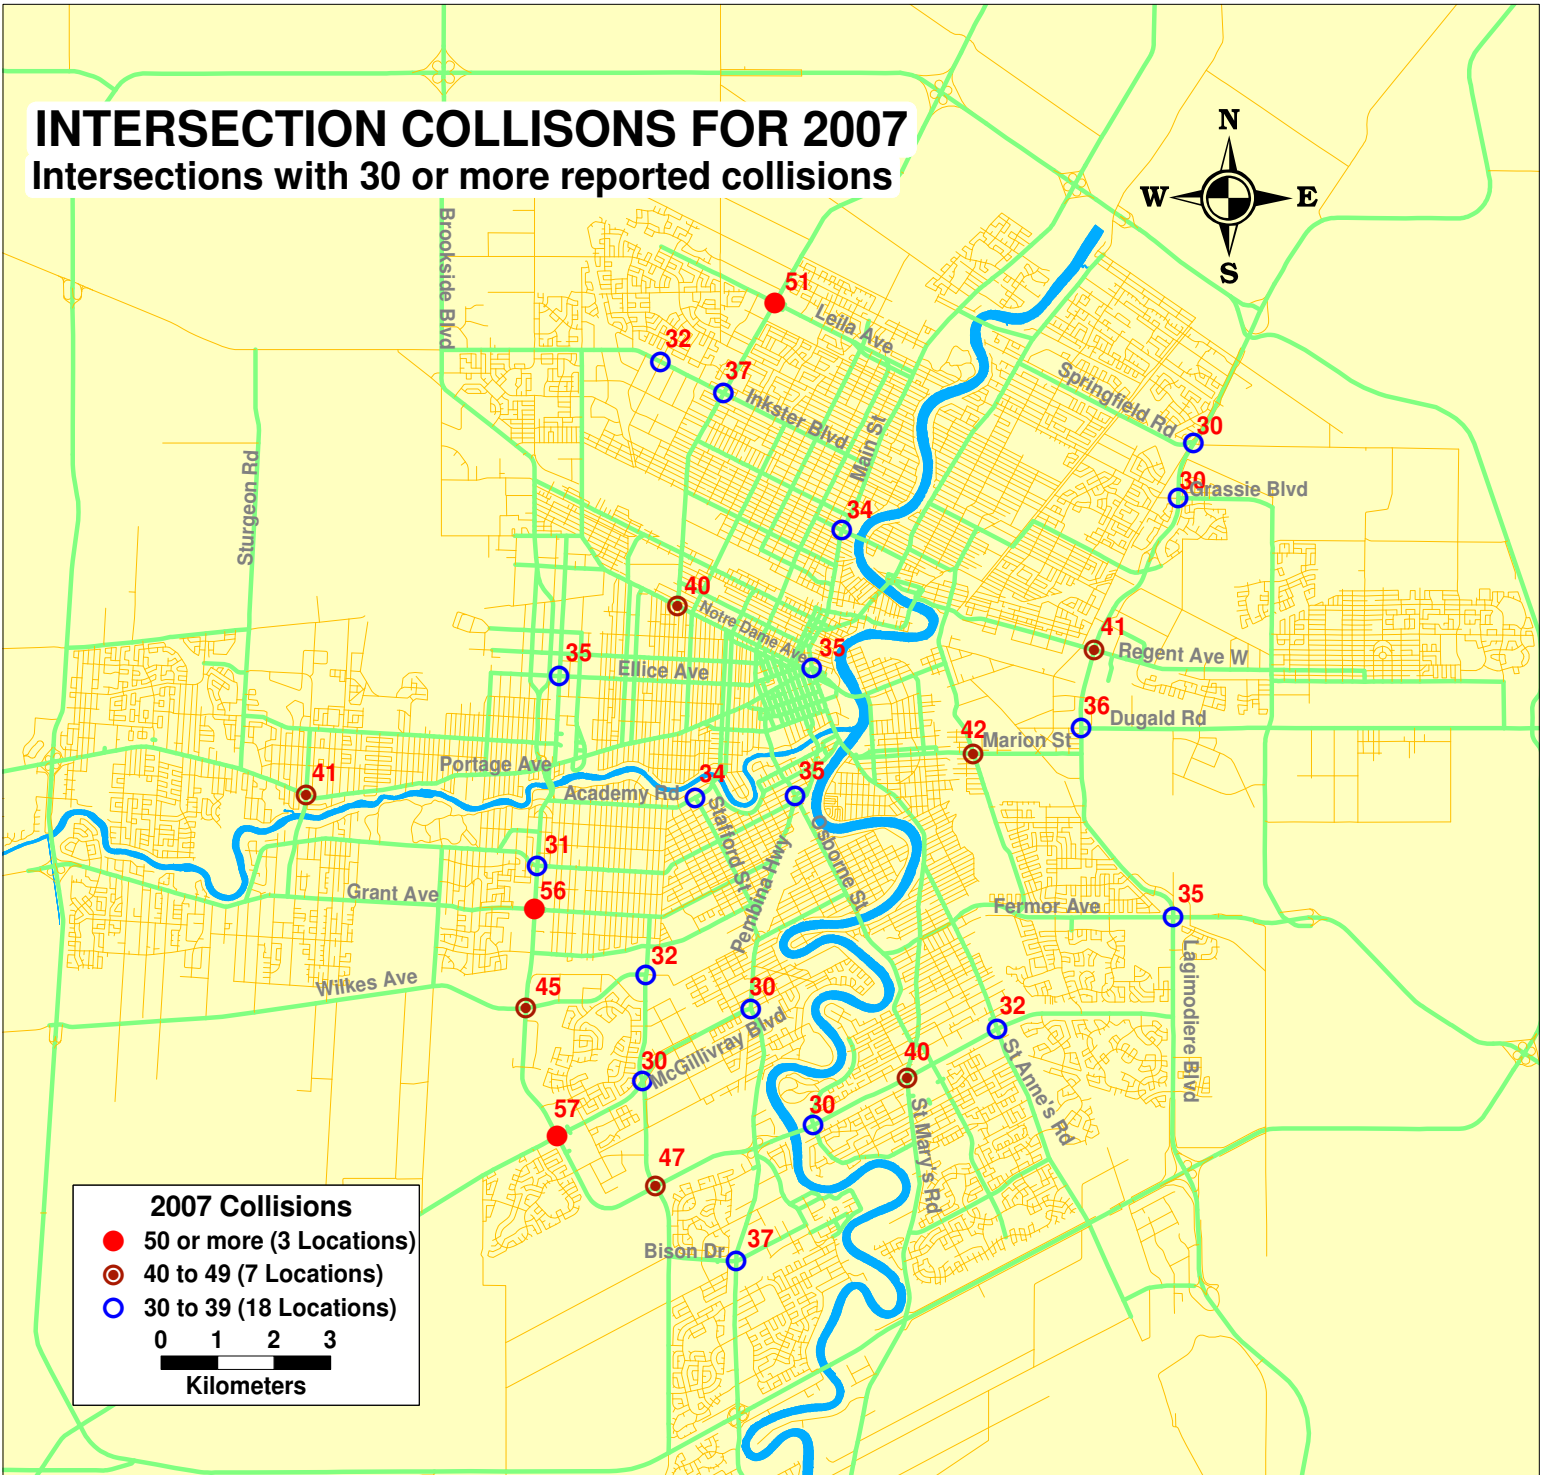 INTERSECTION COLLISONS FOR 2007
Intersections with 30 or more reported collisions
N
W
E
S
Brookside Blvd
51
Leila Ave
32
37
Inkster Blvd
Springfield Rd
Main St
30
30
Grassie Blvd
Sturgeon Rd
34
40
Notre Dame Ave
41
Regent Ave W
35
Ellice Ave
35
36
Dugald Rd
42
Marion St
Portage Ave
41
Academy Rd
34
35
Stafford St
Osborne St
Pembina Hwy
31
Grant Ave
56
Fermor Ave
35
Lagimodiere Blvd
Wilkes Ave
45
32
30
McGillivray Blvd
32
St Anne's Rd
30
40
St Mary's Rd
57
30
47
Bison Dr
37
2007 Collisions
50 or more (3 Locations)
40 to 49 (7 Locations)
30 to 39 (18 Locations)
0 1 2 3
Kilometers